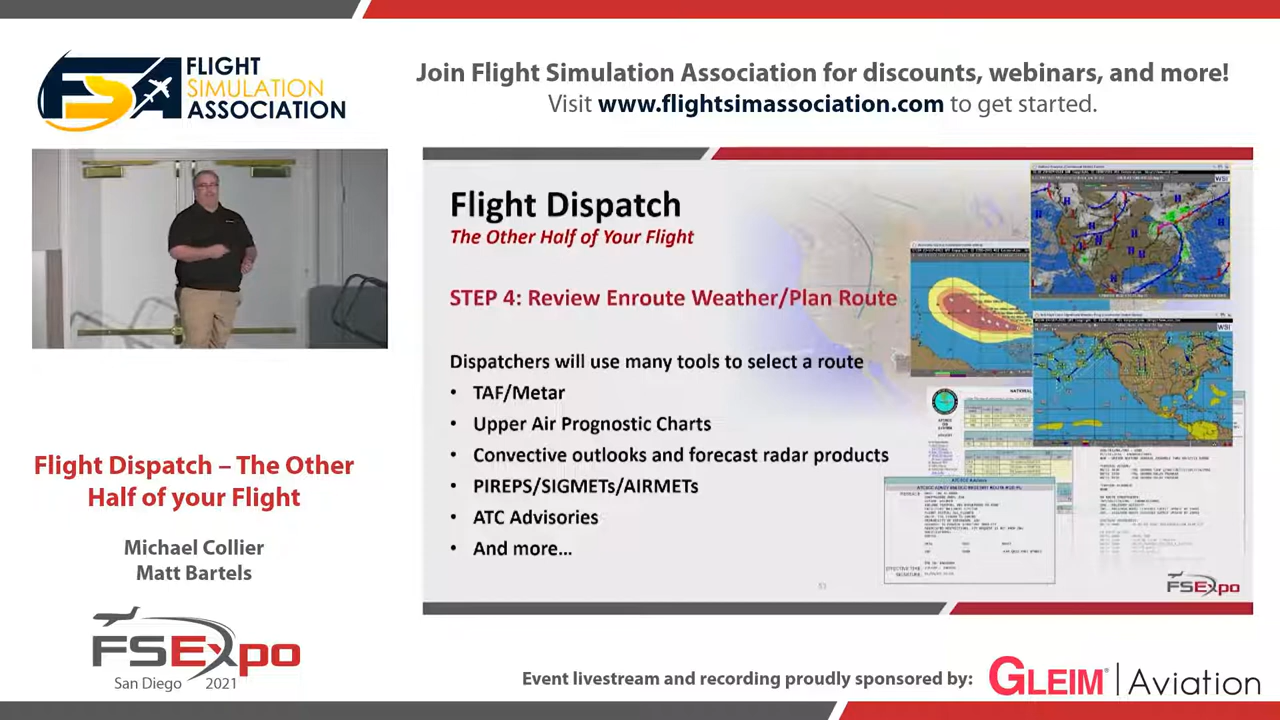 FLIGHT
SIMULATION
ASSOCIATION
Join Flight Simulation Association for discounts, webinars, and more!
Visit www.flightsimassociation.com to get started.
Flight Dispatch
The Other Half of Your Flight
STEP 4: Review Enroute Weather/Plan Route
Dispatchers will use many tools to select a route
• TAF/Metar
• Upper Air Prognostic Charts
• Convective outlooks and forecast radar products
• PIREPS/SIGMETs/AIRMETs
ATC Advisories
• And more...
WSI
WSI
FSExpo
Flight Dispatch – The Other
Half of your Flight
Michael Collier
Matt Bartels
FSExpo
San Diego 2021
Event livestream and recording proudly sponsored by:
GLEIM® | Aviation